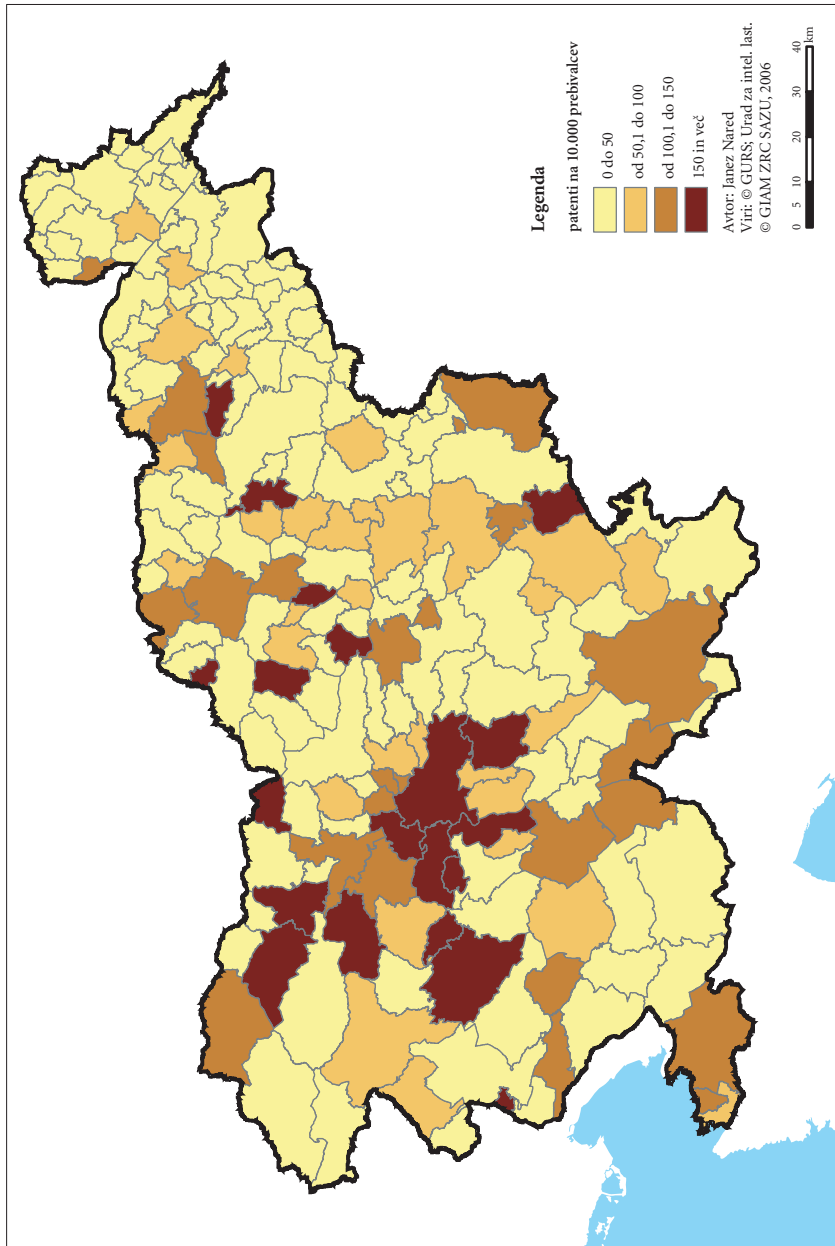 Legenda
patenti na 10.000 prebivalcev
0 do 50
od 50,1 do 100
od 100,1 do 150
150 in več
Avtor: Janez Nared
Viri: © GURS; Urad za intel. last.
© GIAM ZRC SAZU, 2006
0 5 10 20 30 40 km